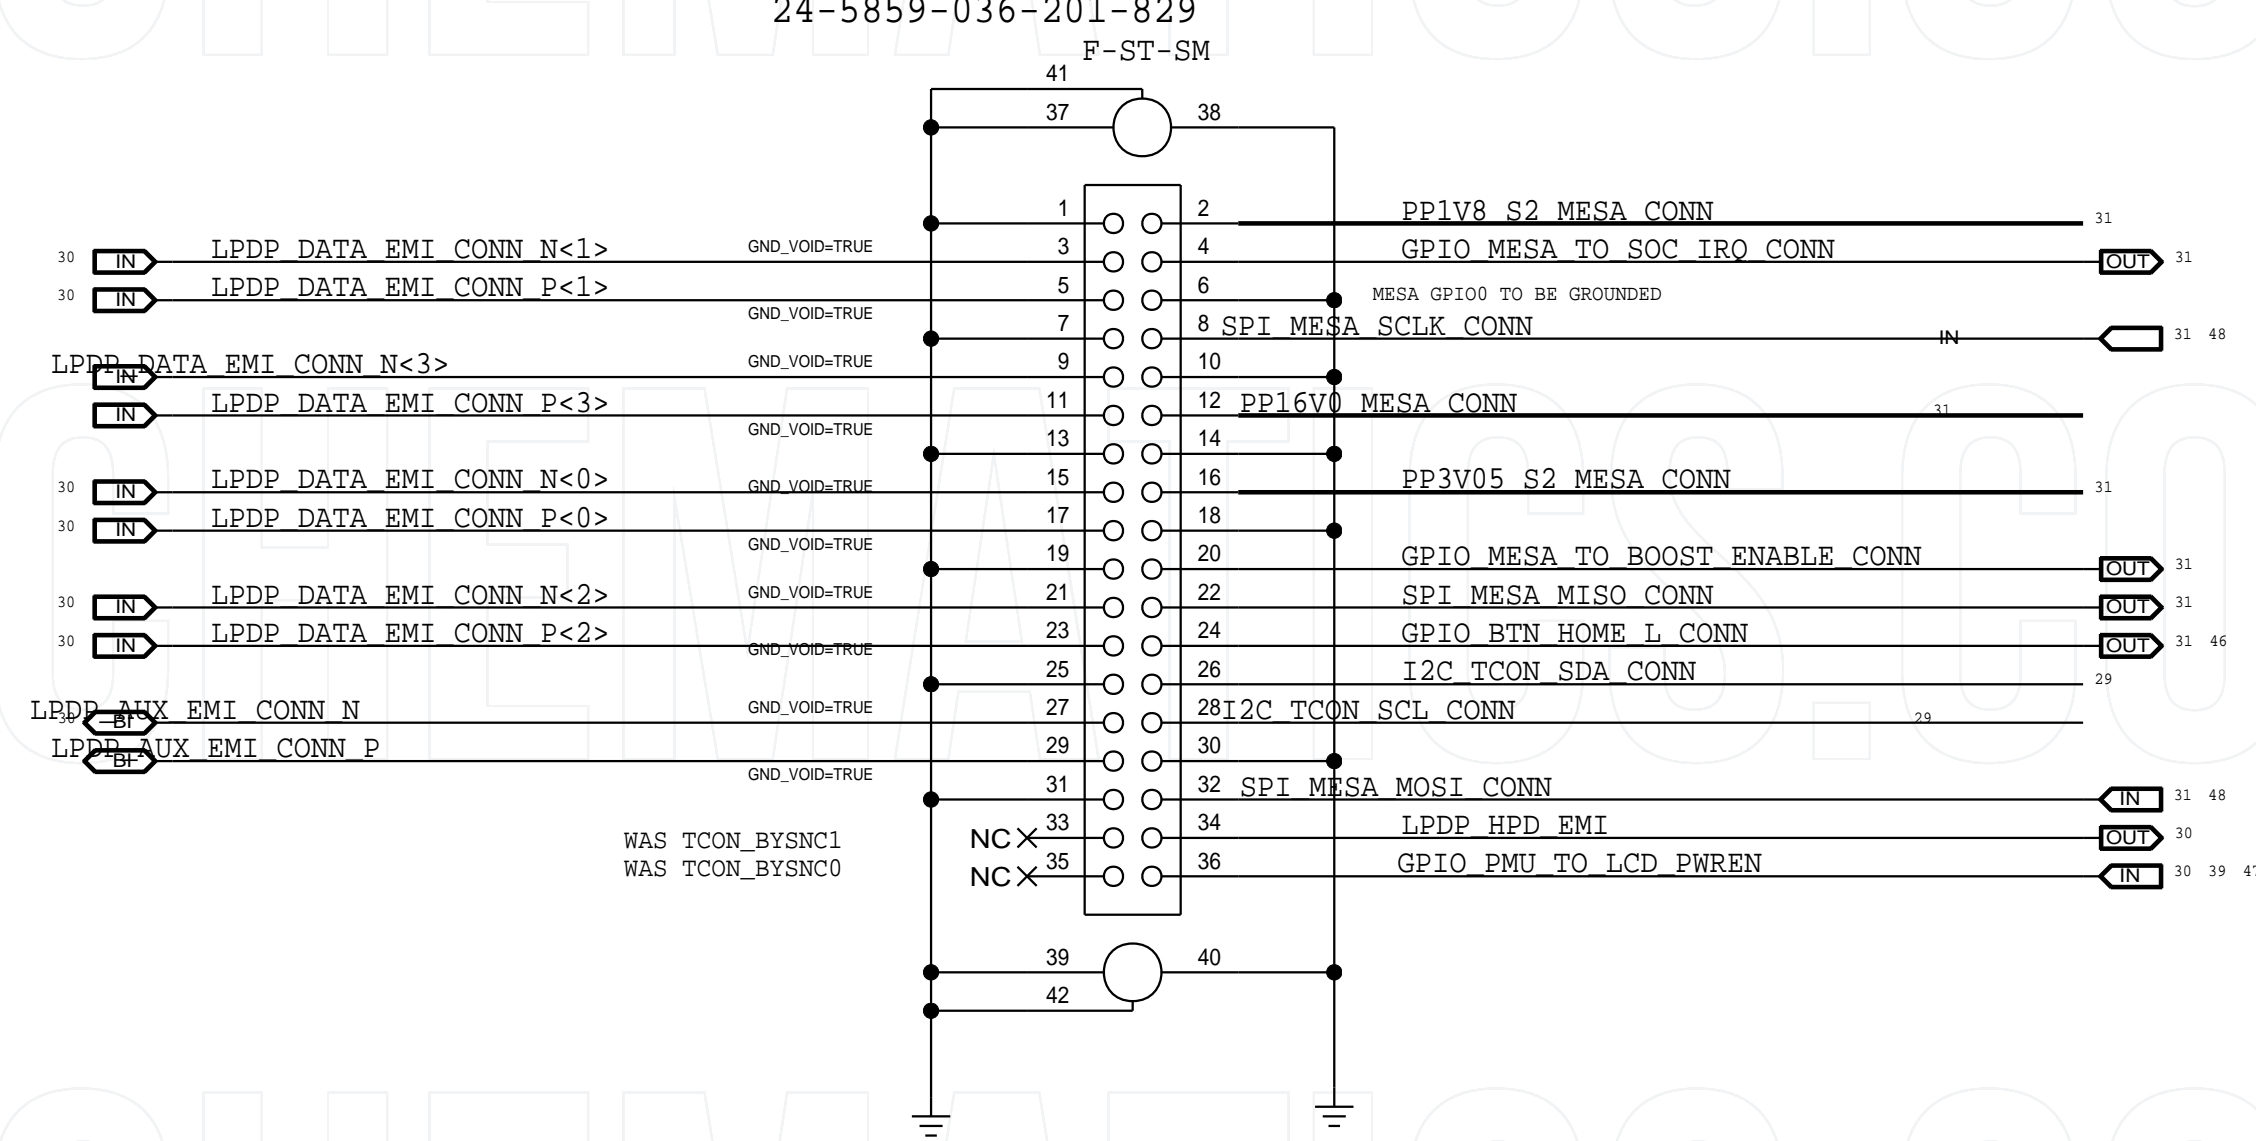 24-5859-036-201-829
F-ST-SM
41
37 38
1 2 PP1V8_S2_MESA_CONN 31
30 IN LPDP_DATA_EMI_CONN_N<1> GND_VOID=TRUE 3 4 GPIO_MESA_TO_SOC_IRQ_CONN OUT 31
30 IN LPDP_DATA_EMI_CONN_P<1> GND_VOID=TRUE 5 6 MESA GPIO0 TO BE GROUNDED
7 8 SPI_MESA_SCLK_CONN IN 31 48
LPDP_DATA_EMI_CONN_N<3> IN GND_VOID=TRUE 9 10
IN LPDP_DATA_EMI_CONN_P<3> GND_VOID=TRUE 11 12 PP16V0_MESA_CONN 31
13 14
30 IN LPDP_DATA_EMI_CONN_N<0> GND_VOID=TRUE 15 16 PP3V05_S2_MESA_CONN 31
30 IN LPDP_DATA_EMI_CONN_P<0> GND_VOID=TRUE 17 18
19 20 GPIO_MESA_TO_BOOST_ENABLE_CONN OUT 31
30 IN LPDP_DATA_EMI_CONN_N<2> GND_VOID=TRUE 21 22 SPI_MESA_MISO_CONN OUT 31
30 IN LPDP_DATA_EMI_CONN_P<2> GND_VOID=TRUE 23 24 GPIO_BTN_HOME_L_CONN OUT 31 46
25 26 I2C_TCON_SDA_CONN 29
30 BI LPDP_AUX_EMI_CONN_N GND_VOID=TRUE 27 28 I2C_TCON_SCL_CONN 29
BI LPDP_AUX_EMI_CONN_P GND_VOID=TRUE 29 30
31 32 SPI_MESA_MOSI_CONN IN 31 48
WAS TCON_BYSNC1 NC 33 34 LPDP_HPD_EMI OUT 30
WAS TCON_BYSNC0 NC 35 36 GPIO_PMU_TO_LCD_PWREN IN 30 39 47
39 40
42